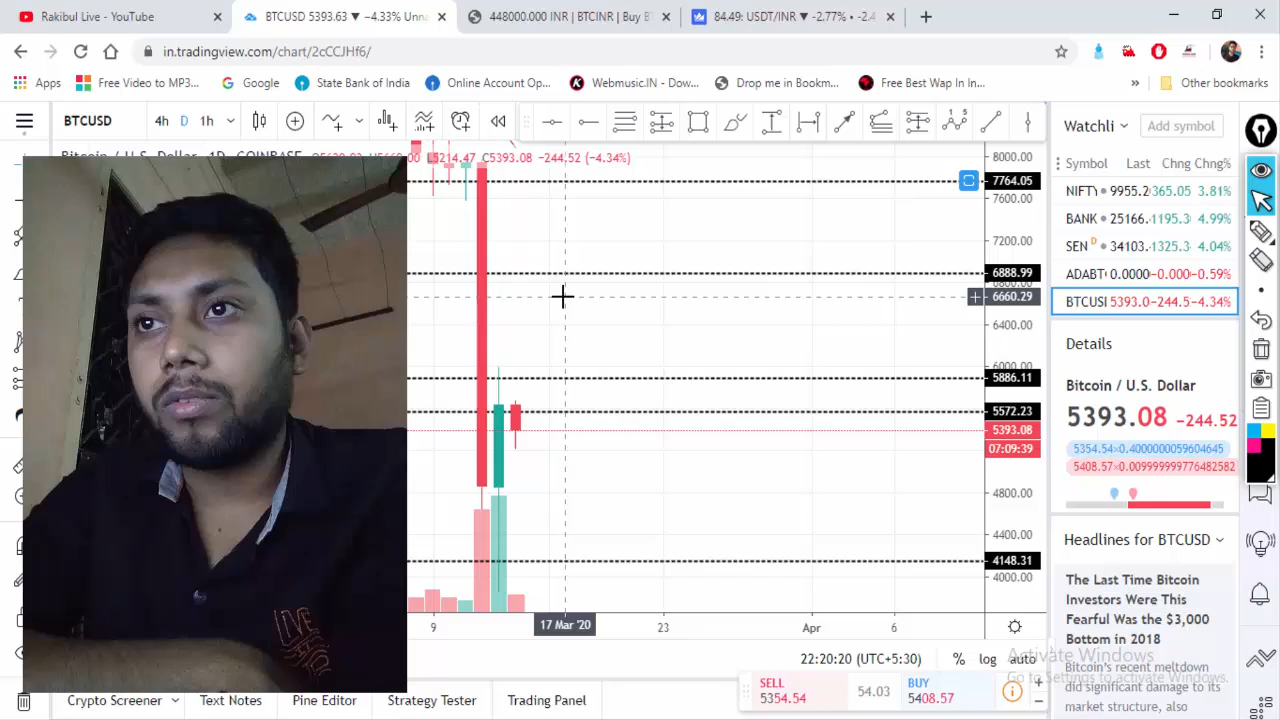 Rakibul Live - YouTube
BTCUSD 5393.63 ▼ −4.33% Unna
448000.000 INR | BTCINR | Buy BT
.49: USDT/INR ▼ -2.77% • -2.4
in.tradingview.com/chart/2cCCJHf6/
Apps
Free Video to MP3...
Google
State Bank of India
Online Account Op...
Webmusic.IN - Dow...
Drop me in Bookm...
Free Best Wap In In...
»
Other bookmarks
BTCUSD
4h D 1h
Watchli
Add symbol
L5214.47 C5393.08 −244.52 (−4.34%)
Symbol Last Chng Chng%
NIFTY 9955.2 365.05 3.81%
BANK 25166. 1195.3 4.99%
SEN D 34103. 1325.3 4.04%
ADABT 0.0000 −0.000 −0.59%
BTCUSI 5393.0 −244.5 −4.34%
8000.00
7764.05
7600.00
7200.00
6888.99
6660.29
6400.00
6000.00
5886.11
5572.23
5393.08
07:09:39
4800.00
4400.00
4148.31
4000.00
Details
Bitcoin / U.S. Dollar
5393.08 −244.52
5354.54×0.4000000059604645
5408.57×0.009999999776482582
Headlines for BTCUSD
The Last Time Bitcoin
Investors Were This
Fearful Was the $3,000
Bottom in 2018
Bitcoin's recent meltdown
did significant damage to its
market structure, also
9
17 Mar '20
23
Apr
6
22:20:20 (UTC+5:30)
% log auto
Activate Windows
Go to Settings to activate Windows.
SELL
5354.54
54.03
BUY
5408.57
Crypto Screener
Text Notes
Pine Editor
Strategy Tester
Trading Panel